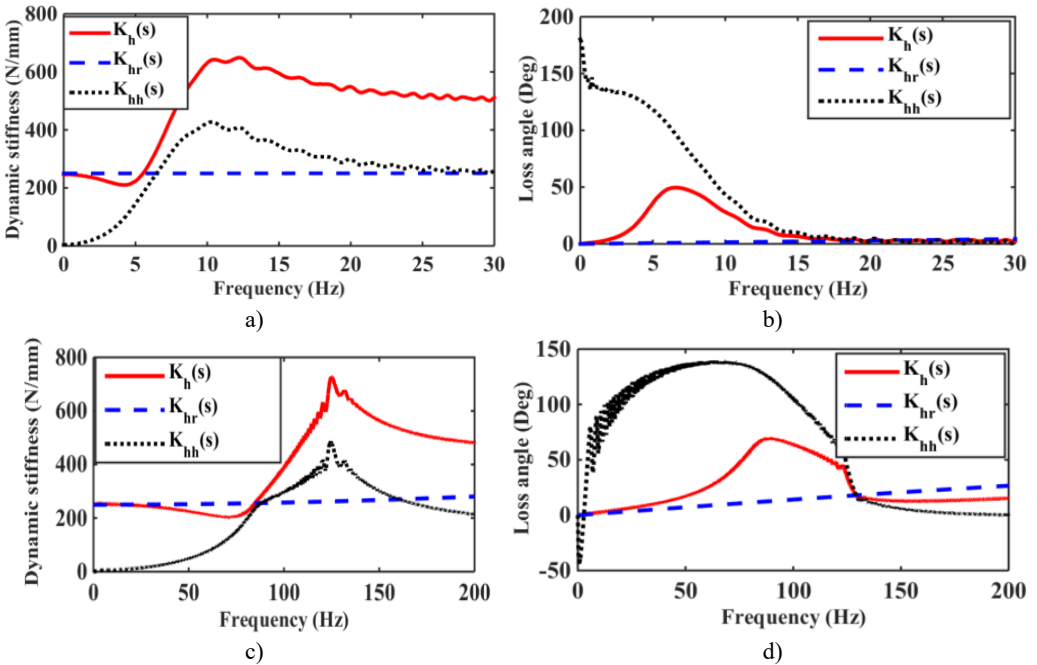 800
600
400
200
0
Dynamic stiffness (N/mm)
K_h(s)
K_hr(s)
K_hh(s)
0 5 10 15 20 25 30
Frequency (Hz)
a)
200
150
100
50
0
Loss angle (Deg)
K_h(s)
K_hr(s)
K_hh(s)
0 5 10 15 20 25 30
Frequency (Hz)
b)
800
600
400
200
0
Dynamic stiffness (N/mm)
K_h(s)
K_hr(s)
K_hh(s)
0 50 100 150 200
Frequency (Hz)
c)
150
100
50
0
-50
Loss angle (Deg)
K_h(s)
K_hr(s)
K_hh(s)
0 50 100 150 200
Frequency (Hz)
d)